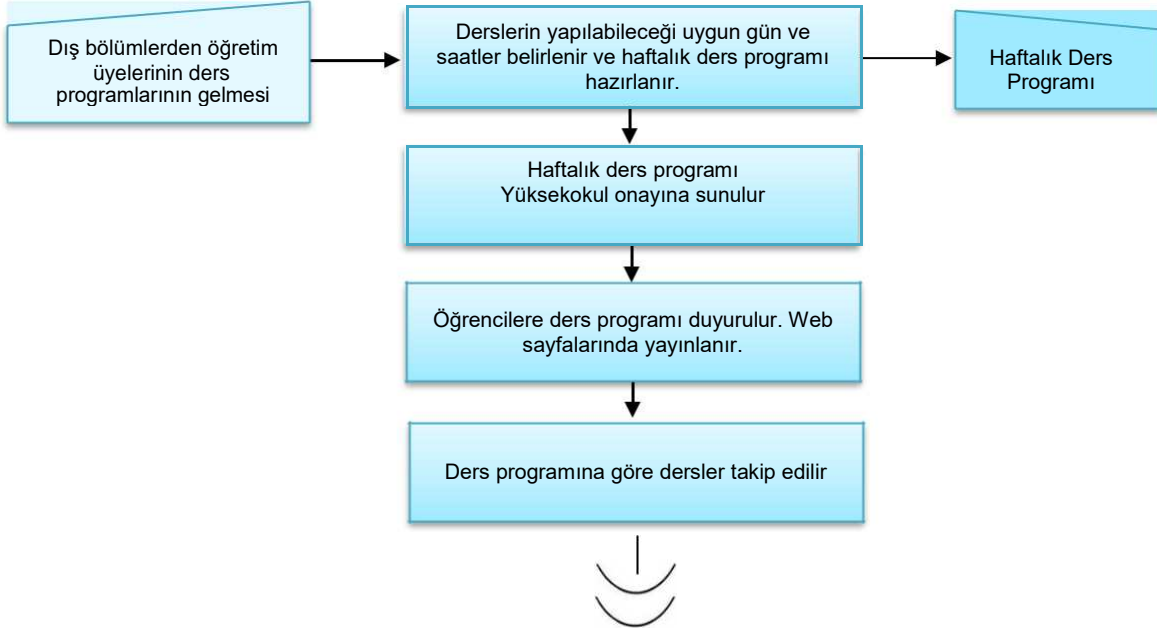 Dış bölümlerden öğretim
üyelerinin ders
programlarının gelmesi
Derslerin yapılabileceği uygun gün ve
saatler belirlenir ve haftalık ders programı
hazırlanır.
Haftalık Ders
Programı
Haftalık ders programı
Yüksekokul onayına sunulur
Öğrencilere ders programı duyurulur. Web
sayfalarında yayınlanır.
Ders programına göre dersler takip edilir